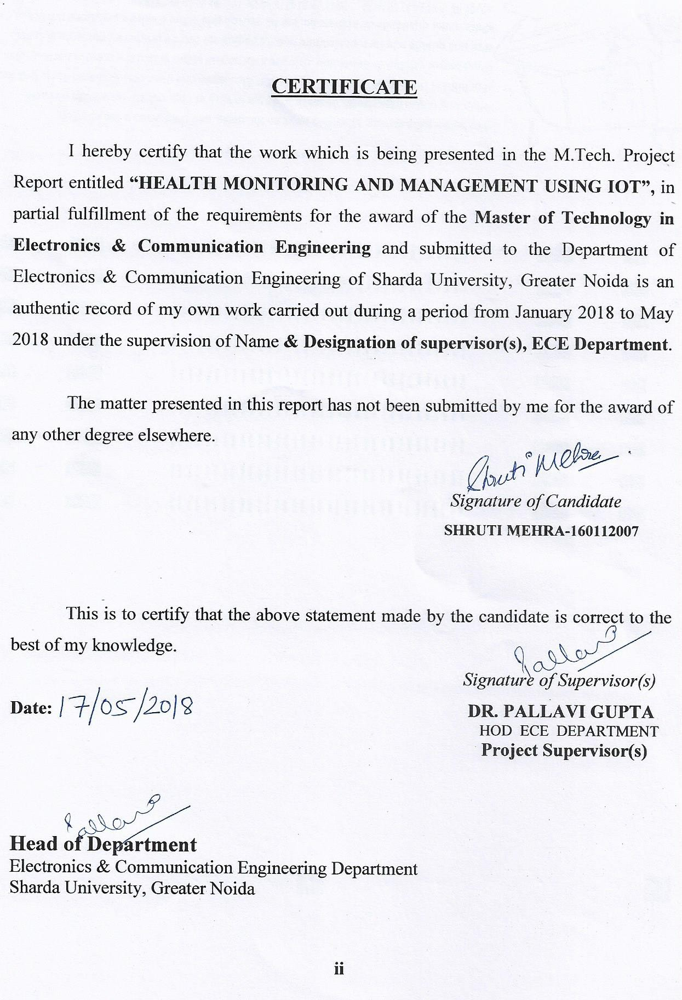 CERTIFICATE
I hereby certify that the work which is being presented in the M.Tech. Project
Report entitled “HEALTH MONITORING AND MANAGEMENT USING IOT”, in
partial fulfillment of the requirements for the award of the Master of Technology in
Electronics & Communication Engineering and submitted to the Department of
Electronics & Communication Engineering of Sharda University, Greater Noida is an
authentic record of my own work carried out during a period from January 2018 to May
2018 under the supervision of Name & Designation of supervisor(s), ECE Department.
The matter presented in this report has not been submitted by me for the award of
any other degree elsewhere.
Shruti Mehra
Signature of Candidate
SHRUTI MEHRA-160112007
This is to certify that the above statement made by the candidate is correct to the
best of my knowledge.
Pallavi
Signature of Supervisor(s)
Date: 17/05/2018
DR. PALLAVI GUPTA
HOD ECE DEPARTMENT
Project Supervisor(s)
Pallavi
Head of Department
Electronics & Communication Engineering Department
Sharda University, Greater Noida
ii